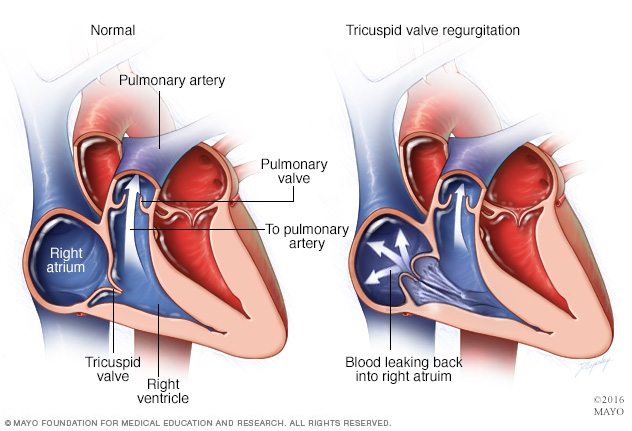 Normal
Tricuspid valve regurgitation
Pulmonary artery
Pulmonary
valve
To pulmonary
artery
Right
atrium
Tricuspid
valve
Right
ventricle
Blood leaking back
into right atruim
©2016
MAYO
© MAYO FOUNDATION FOR MEDICAL EDUCATION AND RESEARCH. ALL RIGHTS RESERVED.